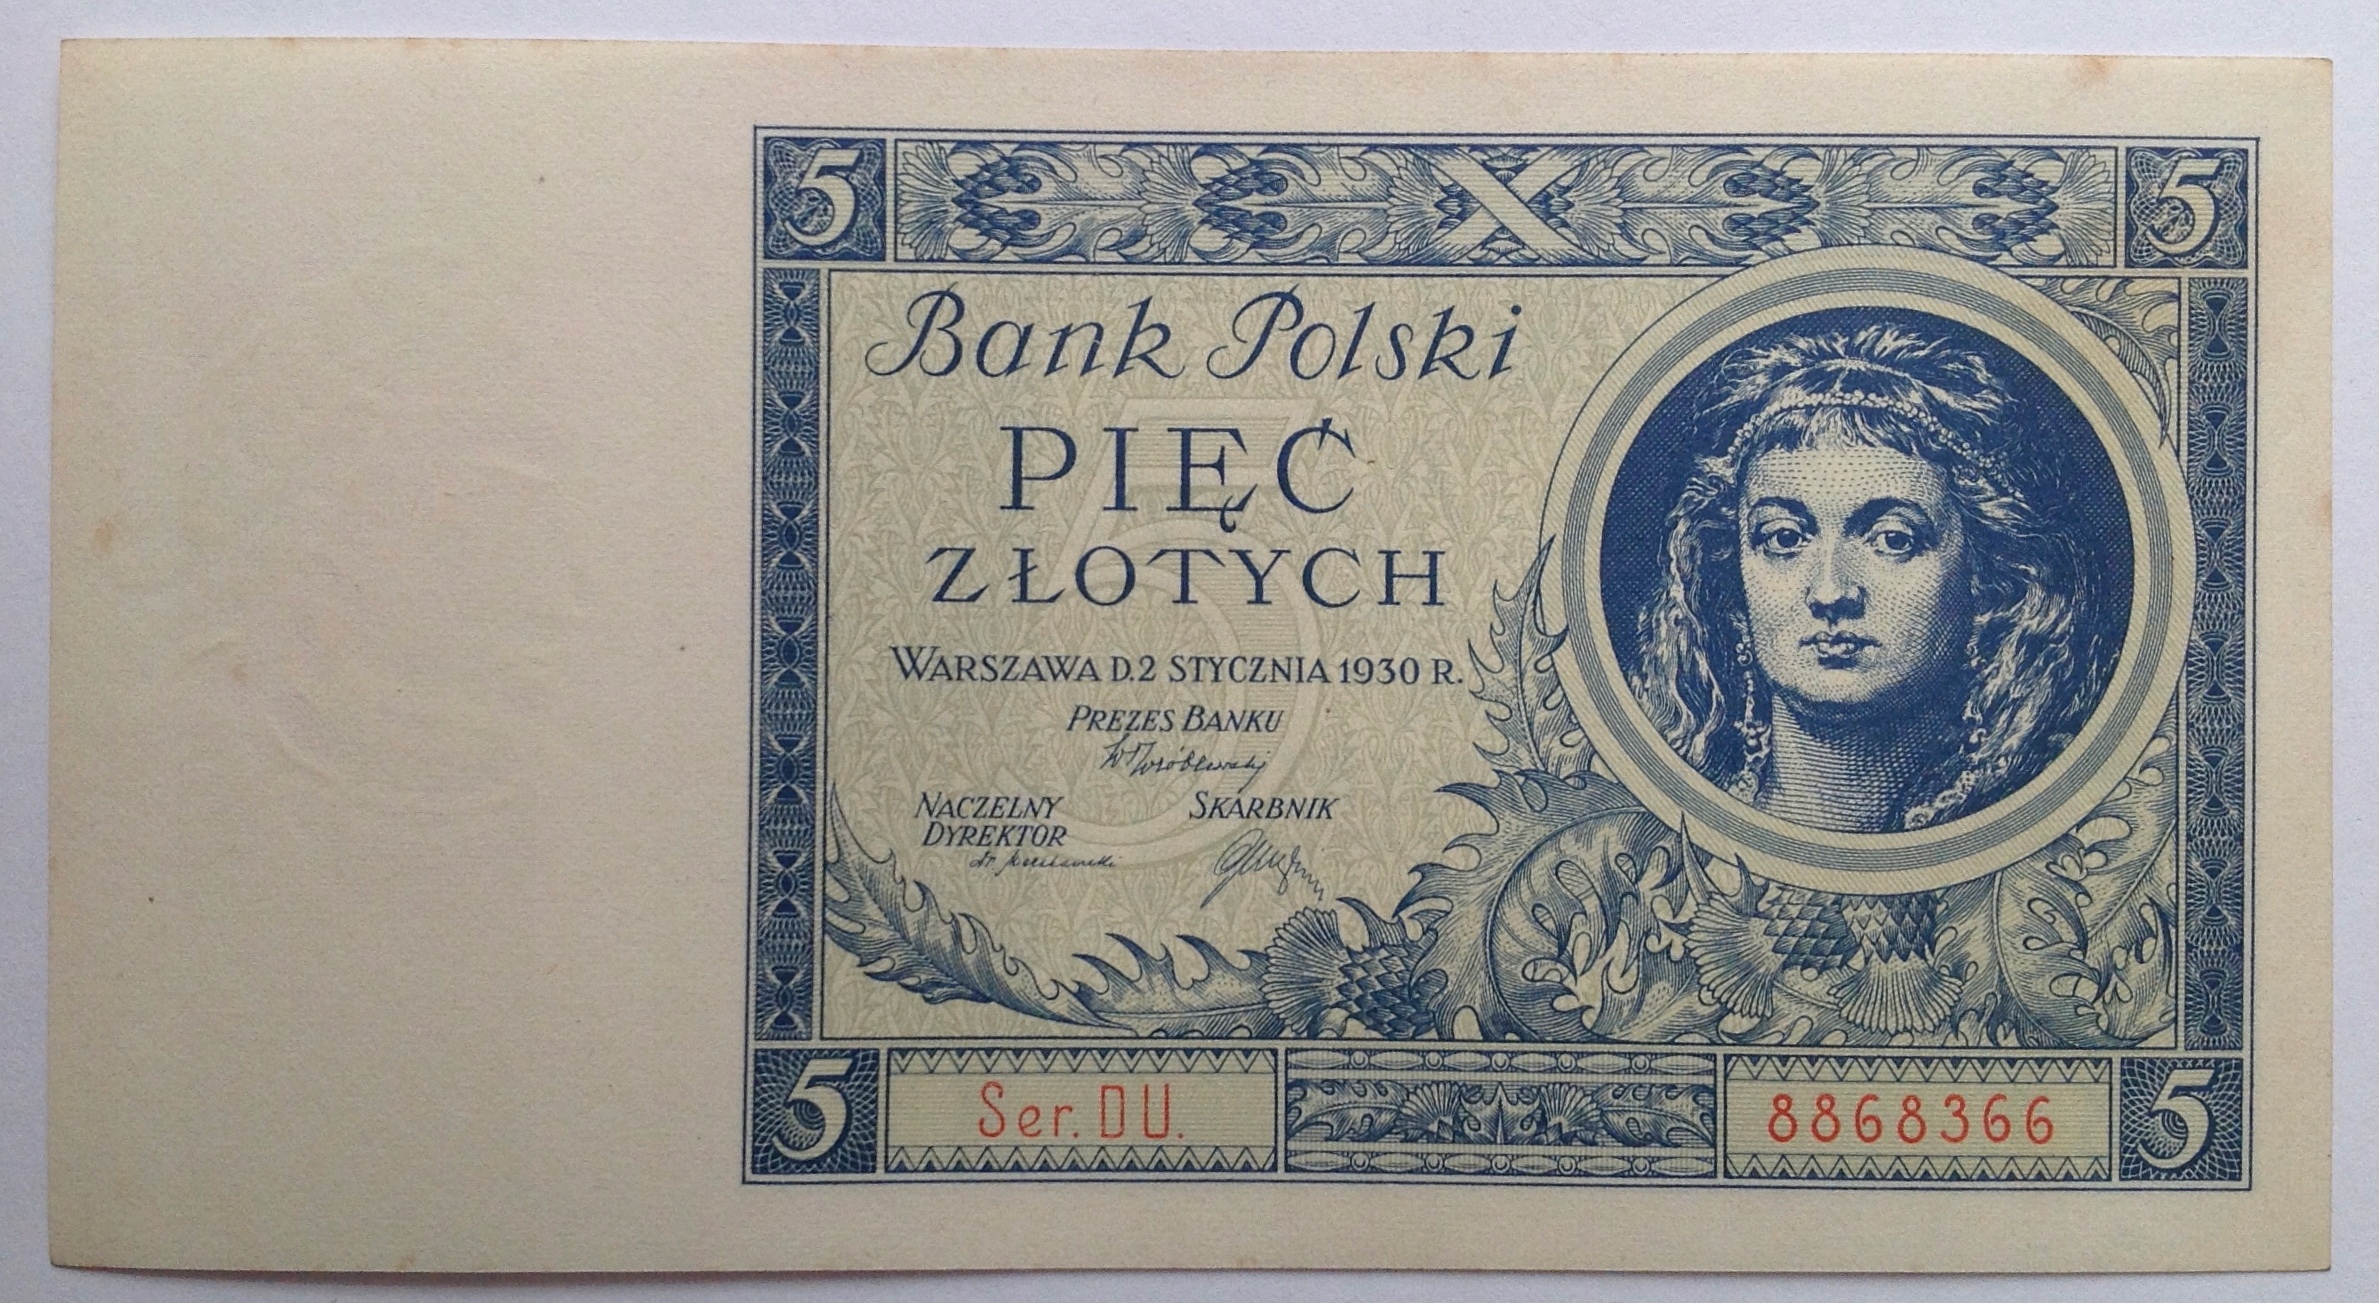 5 5
Bank Polski
PIĘĆ
ZŁOTYCH
WARSZAWA D.2 STYCZNIA 1930 R.
PREZES BANKU
NACZELNY SKARBNIK
DYREKTOR
5 Ser. DU. 8868366 5